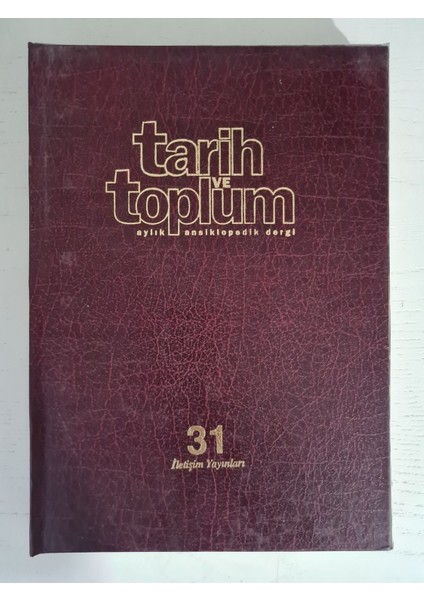 tarih
VE
toplum
aylık ansiklopedik dergi
31
İletişim Yayınları